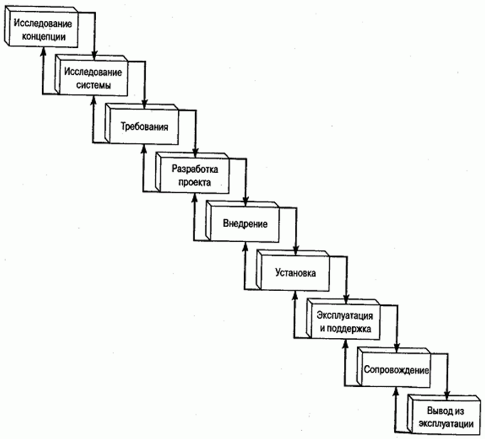 Исследование
концепции
Исследование
системы
Требования
Разработка
проекта
Внедрение
Установка
Эксплуатация
и поддержка
Сопровождение
Вывод из
эксплуатации